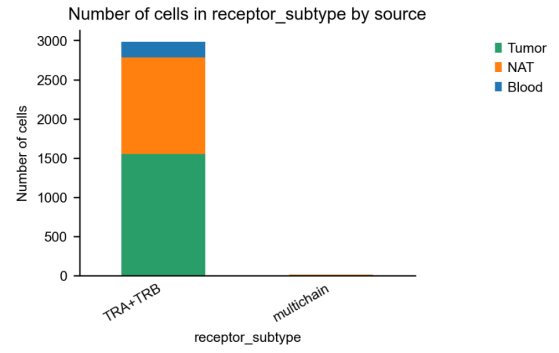 Number of cells in receptor_subtype by source
Tumor
NAT
Blood
Number of cells
3000
2500
2000
1500
1000
500
0
TRA+TRB
multichain
receptor_subtype